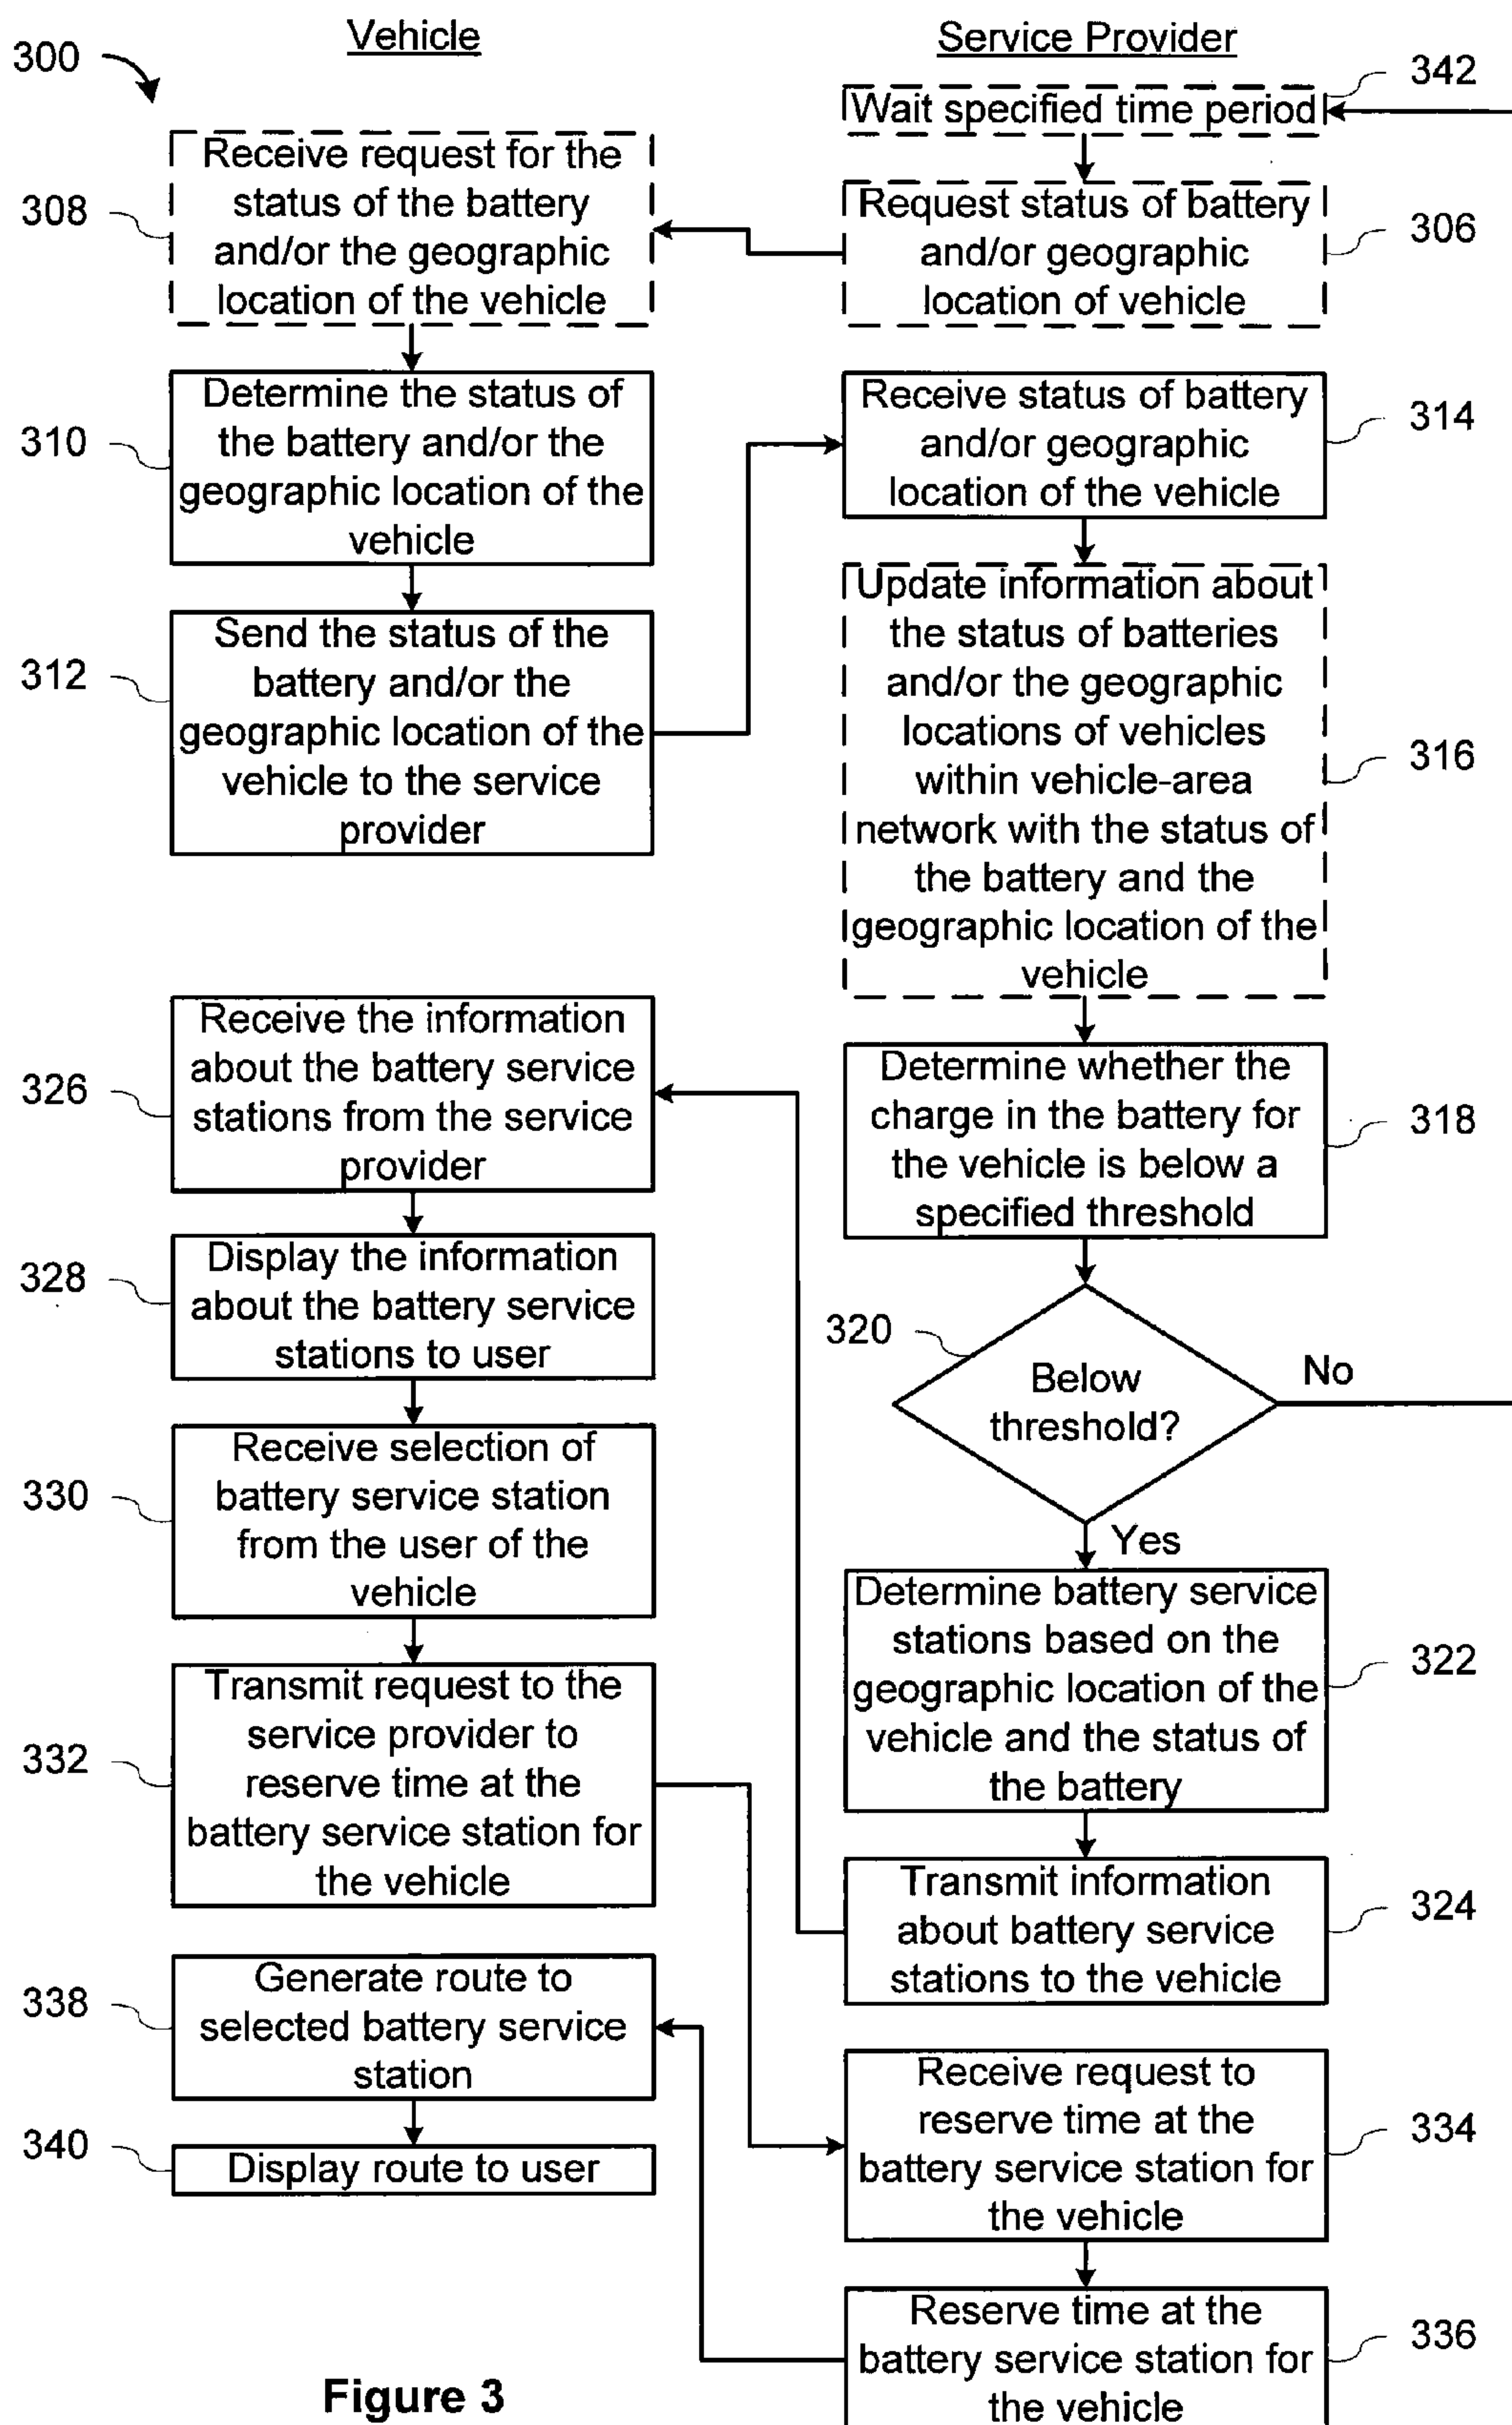 Vehicle
Service Provider
300
342
Wait specified time period
Receive request for the
status of the battery
and/or the geographic
location of the vehicle
308
Request status of battery
and/or geographic
location of vehicle
306
Determine the status of
the battery and/or the
geographic location of the
vehicle
310
Receive status of battery
and/or geographic
location of the vehicle
314
Send the status of the
battery and/or the
geographic location of the
vehicle to the service
provider
312
Update information about
the status of batteries
and/or the geographic
locations of vehicles
within vehicle-area
network with the status of
the battery and the
geographic location of the
vehicle
316
Receive the information
about the battery service
stations from the service
provider
326
Determine whether the
charge in the battery for
the vehicle is below a
specified threshold
318
Display the information
about the battery service
stations to user
328
320
Below
threshold?
No
Yes
Receive selection of
battery service station
from the user of the
vehicle
330
Determine battery service
stations based on the
geographic location of the
vehicle and the status of
the battery
322
Transmit request to the
service provider to
reserve time at the
battery service station for
the vehicle
332
Transmit information
about battery service
stations to the vehicle
324
Generate route to
selected battery service
station
338
Receive request to
reserve time at the
battery service station for
the vehicle
334
340
Display route to user
Reserve time at the
battery service station for
the vehicle
336
Figure 3